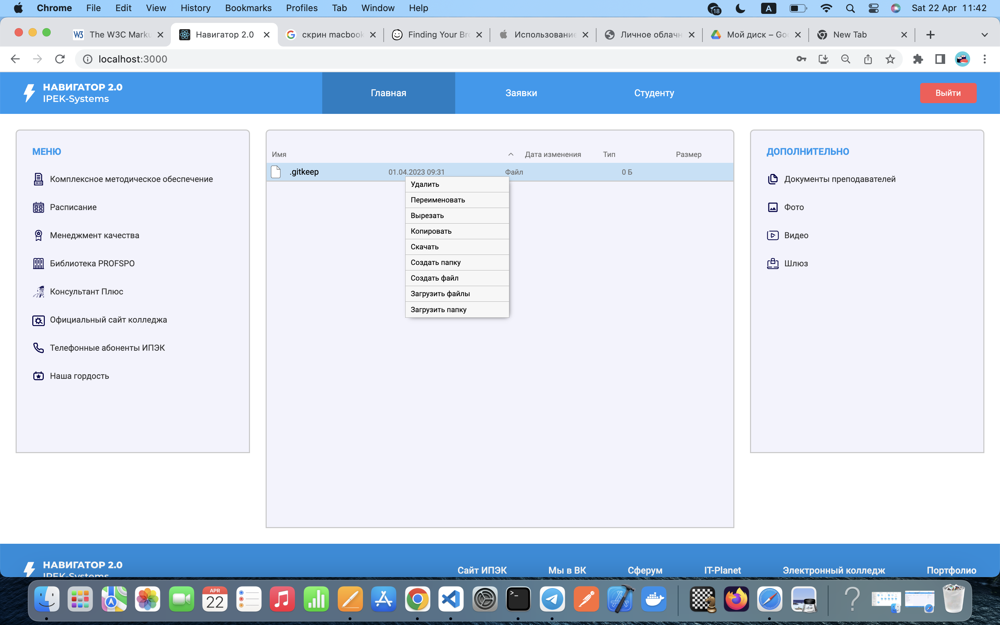 Chrome File Edit View History Bookmarks Profiles Tab Window Help 18 A Sat 22 Apr 11:42
The W3C Marku Навигатор 2.0 скрин macbook Finding Your Bro Использование Личное облачн Мой диск – Goo New Tab
localhost:3000
НАВИГАТОР 2.0
IPEK-Systems
Главная Заявки Студенту Выйти
МЕНЮ
Комплексное методическое обеспечение
Расписание
Менеджмент качества
Библиотека PROFSPO
Консультант Плюс
Официальный сайт колледжа
Телефонные абоненты ИПЭК
Наша гордость
Имя Дата изменения Тип Размер
.gitkeep 01.04.2023 09:31 Файл 0 Б
Удалить
Переименовать
Вырезать
Копировать
Скачать
Создать папку
Создать файл
Загрузить файлы
Загрузить папку
ДОПОЛНИТЕЛЬНО
Документы преподавателей
Фото
Видео
Шлюз
НАВИГАТОР 2.0
IPEK-Systems
Сайт ИПЭК Мы в ВК Сферум IT-Planet Электронный колледж Портфолио
APR
22